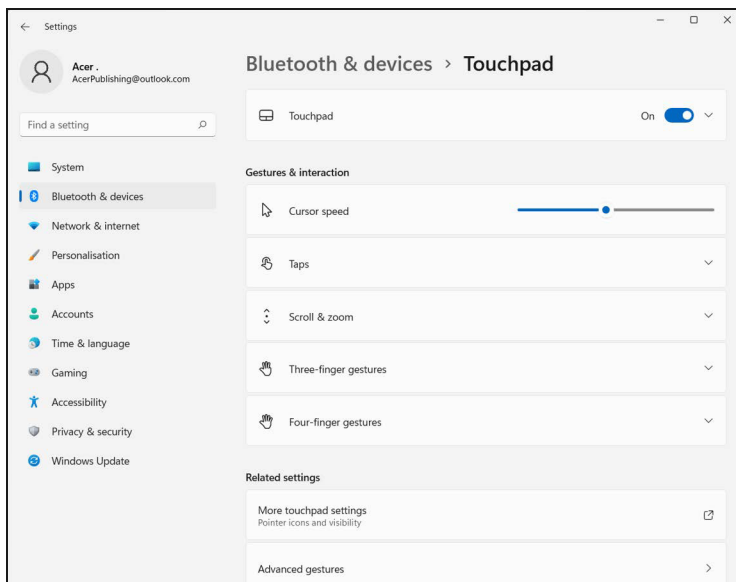 Settings
Acer .
AcerPublishing@outlook.com
Find a setting
System
Bluetooth & devices
Network & internet
Personalisation
Apps
Accounts
Time & language
Gaming
Accessibility
Privacy & security
Windows Update
Bluetooth & devices › Touchpad
Touchpad
On
Gestures & interaction
Cursor speed
Taps
Scroll & zoom
Three-finger gestures
Four-finger gestures
Related settings
More touchpad settings
Pointer icons and visibility
Advanced gestures